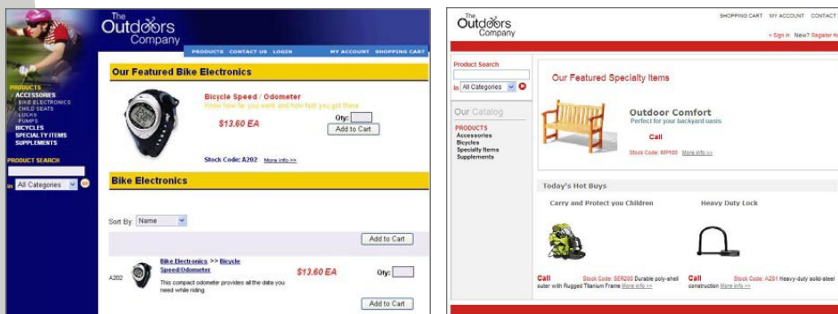 The
Outdoors
Company
PRODUCTS CONTACT US LOGIN MY ACCOUNT SHOPPING CART
Our Featured Bike Electronics
Bicycle Speed / Odometer
Know how far you went and how fast you got there
$13.60 EA
Qty:
Add to Cart
Stock Code: A202 More info >>
PRODUCTS
ACCESSORIES
BIKE ELECTRONICS
CHILD SEATS
LOCKS
PUMPS
BICYCLES
SPECIALTY ITEMS
SUPPLEMENTS
PRODUCT SEARCH
in All Categories
Bike Electronics
Sort By: Name
Add to Cart
A202
Bike Electronics >> Bicycle
Speed/Odometer
This compact odometer provides all the data you
need while riding.
$13.60 EA
Qty:
Add to Cart
The
Outdoors
Company
SHOPPING CART MY ACCOUNT CONTACT
» Sign in New? Register
Product Search
in All Categories
Our Catalog
PRODUCTS
Accessories
Bicycles
Specialty Items
Supplements
Our Featured Specialty Items
Outdoor Comfort
Perfect for your backyard oasis
Call
Stock Code: WP100 More info >>
Today's Hot Buys
Carry and Protect you Children
Call Stock Code: SER200 Durable poly-shell
outer with Rugged Titanium Frame More info >>
Heavy Duty Lock
Call Stock Code: A201 Heavy-duty solid-steel
construction More info >>